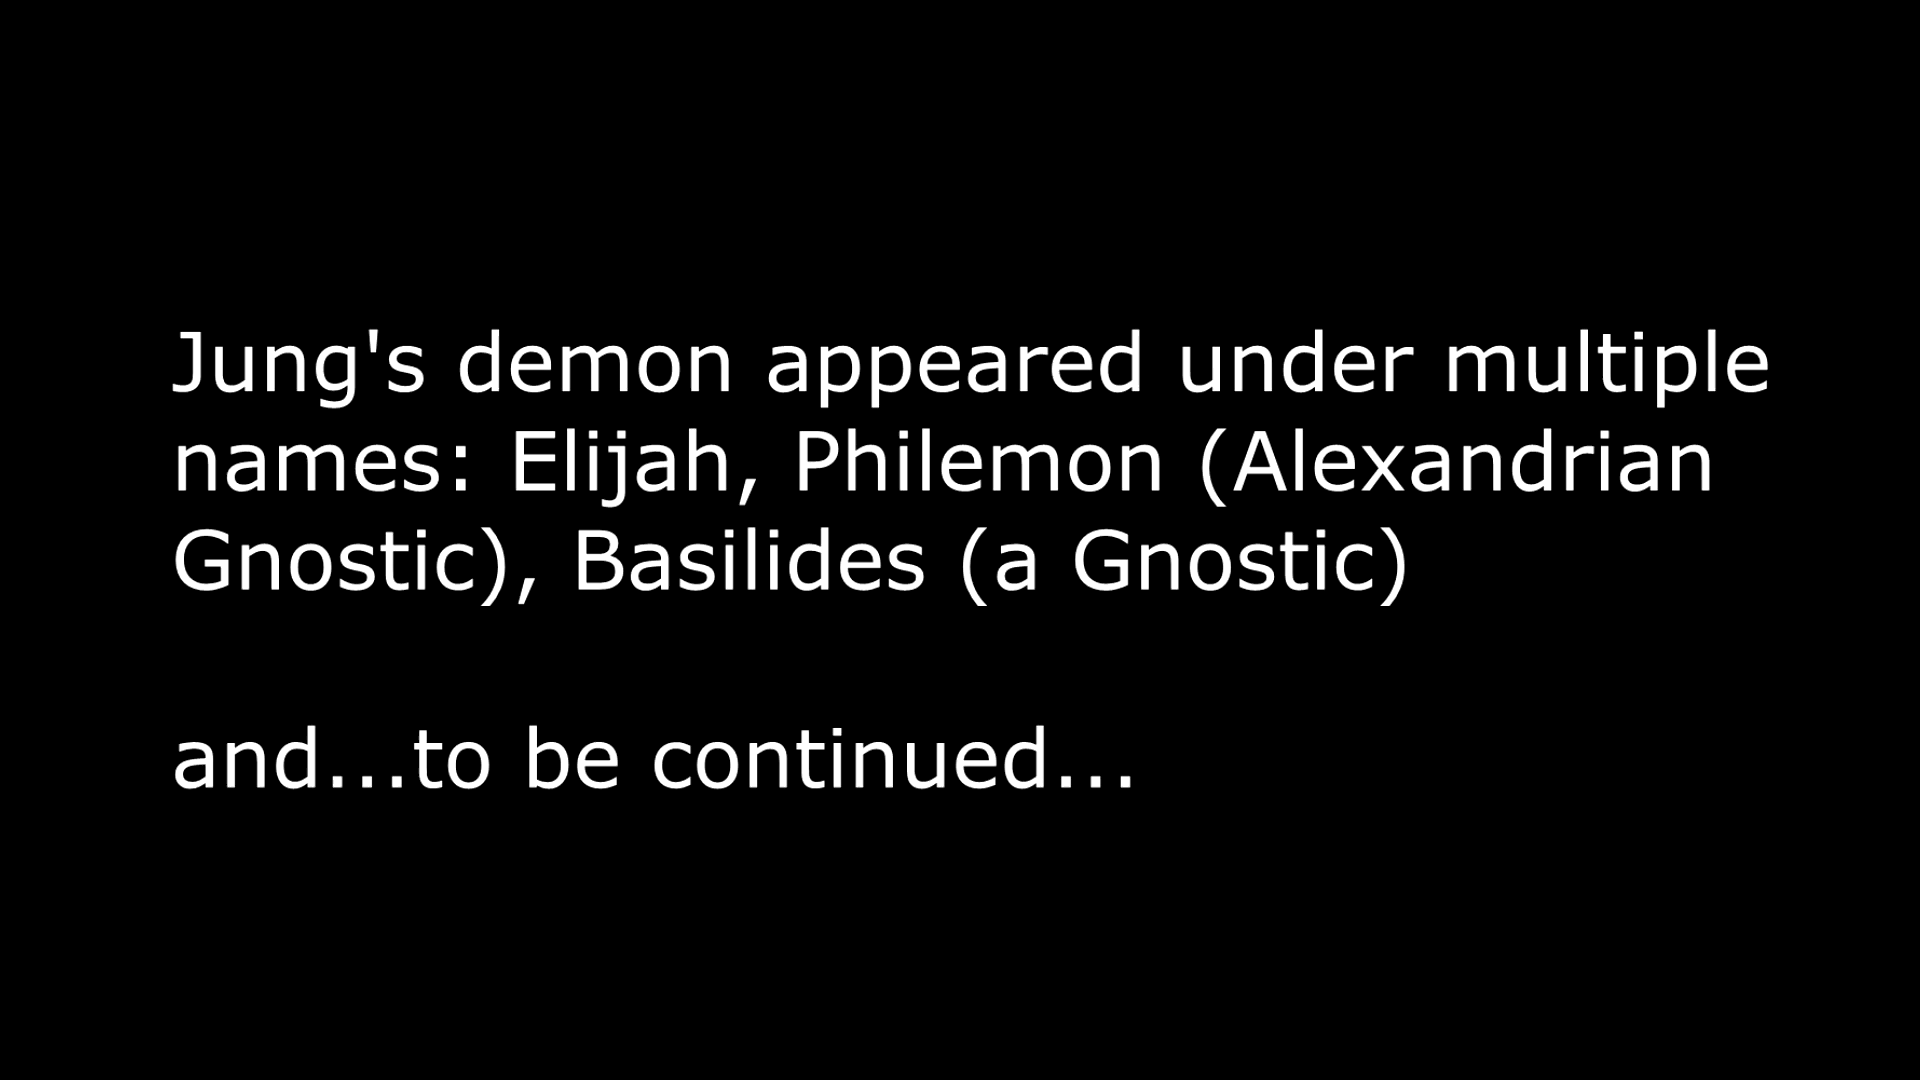 Jung's demon appeared under multiple
names: Elijah, Philemon (Alexandrian
Gnostic), Basilides (a Gnostic)
and...to be continued...